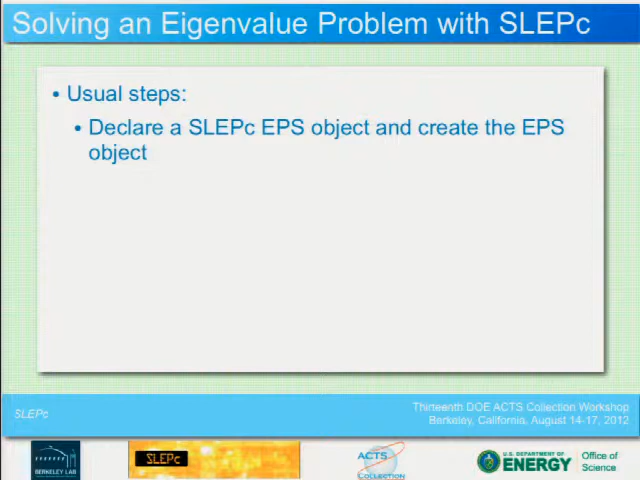 Solving an Eigenvalue Problem with SLEPc
• Usual steps:
• Declare a SLEPc EPS object and create the EPS
object
SLEPc
Thirteenth DOE ACTS Collection Workshop
Berkeley, California, August 14-17, 2012
BERKELEY LAB
SLEPc
ACTS
COLLECTION
U.S. DEPARTMENT OF
ENERGY
Office of
Science